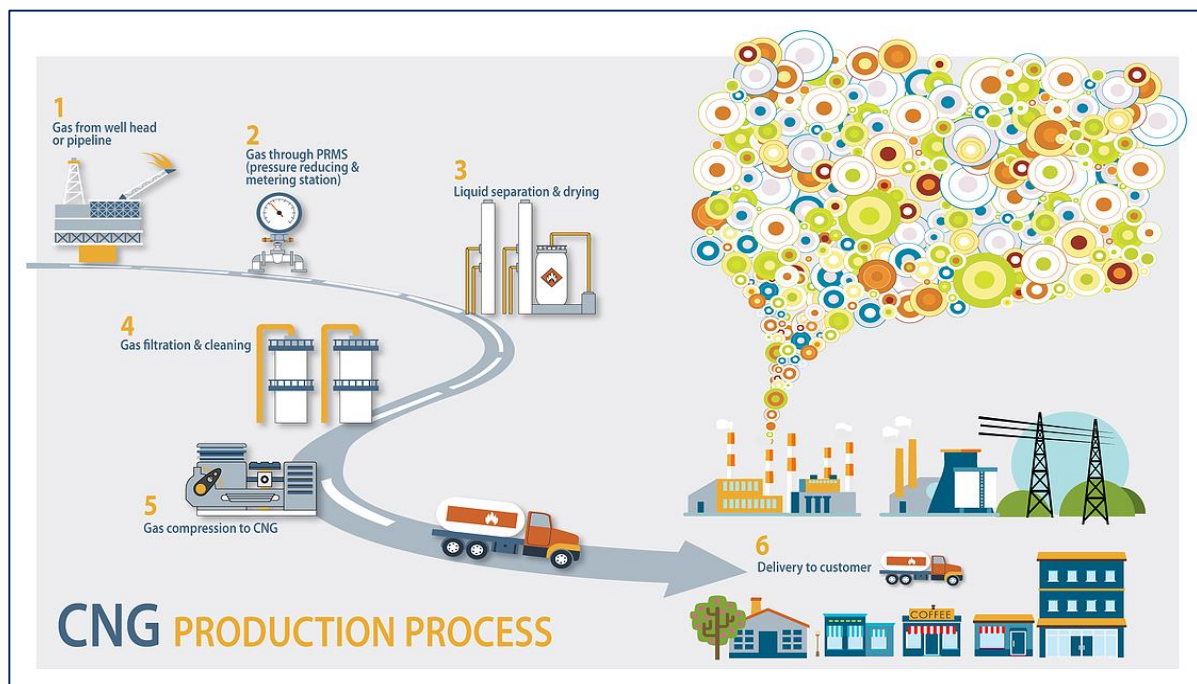 1
Gas from well head
or pipeline
2
Gas through PRMS
(pressure reducing &
metering station)
3
Liquid separation & drying
4
Gas filtration & cleaning
5
Gas compression to CNG
6
Delivery to customer
COFFEE
CNG PRODUCTION PROCESS